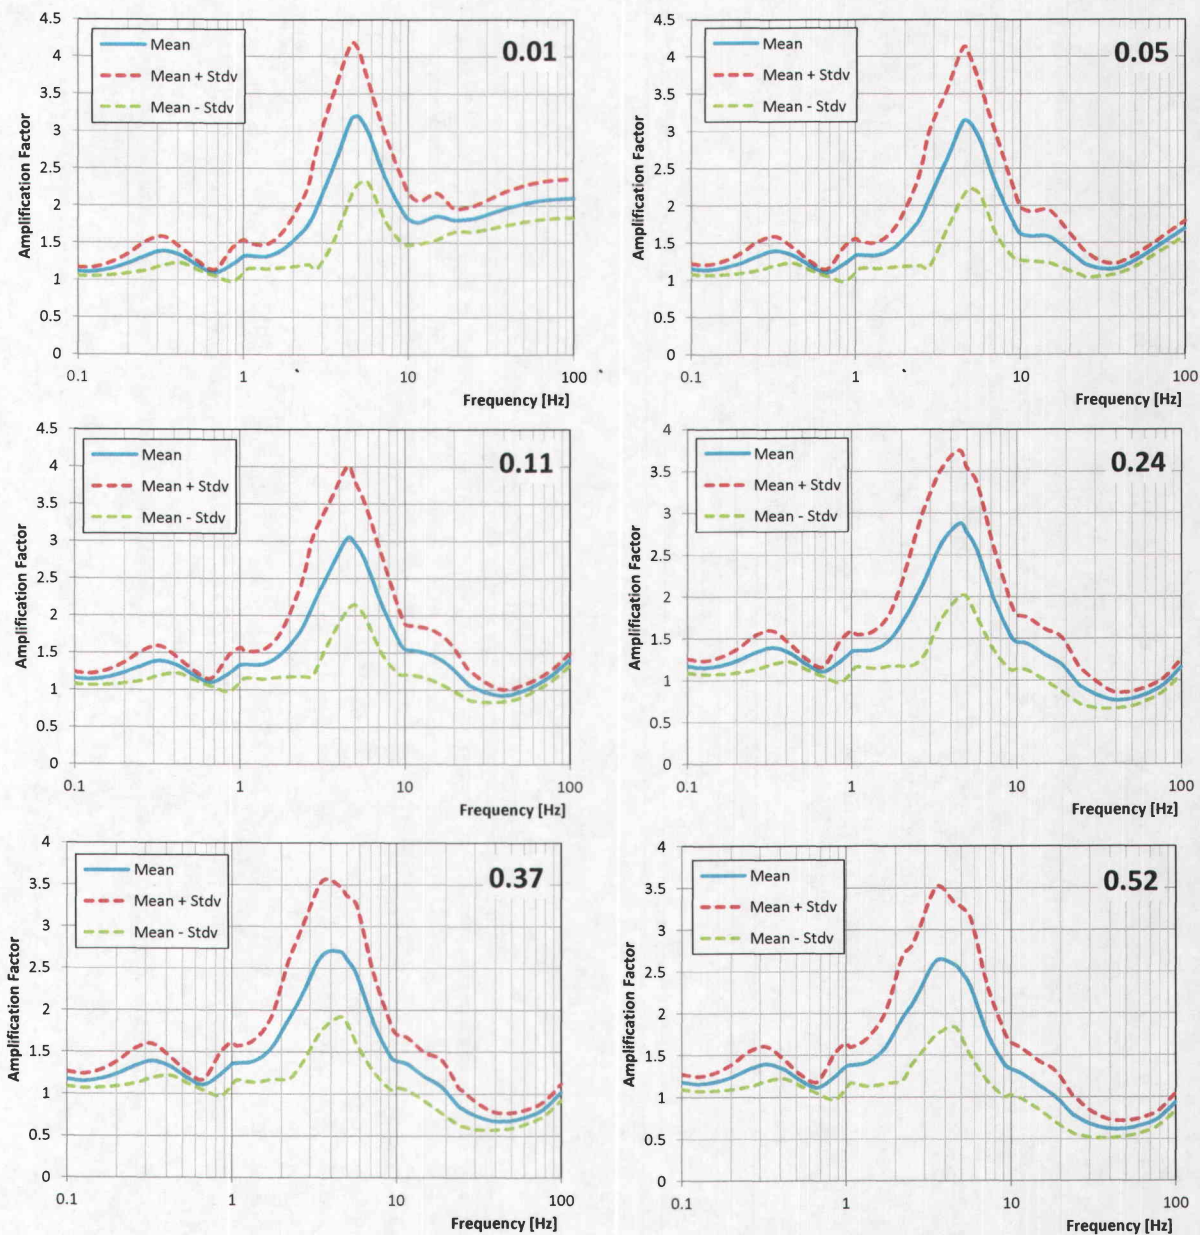 4.5
4
3.5
3
2.5
2
1.5
1
0.5
0
Amplification Factor
Mean
Mean + Stdv
Mean - Stdv
0.01
0.1 1 10 100
Frequency [Hz]
4.5
4
3.5
3
2.5
2
1.5
1
0.5
0
Amplification Factor
Mean
Mean + Stdv
Mean - Stdv
0.05
0.1 1 10 100
Frequency [Hz]
4.5
4
3.5
3
2.5
2
1.5
1
0.5
0
Amplification Factor
Mean
Mean + Stdv
Mean - Stdv
0.11
0.1 1 10 100
Frequency [Hz]
4
3.5
3
2.5
2
1.5
1
0.5
0
Amplification Factor
Mean
Mean + Stdv
Mean - Stdv
0.24
0.1 1 10 100
Frequency [Hz]
4
3.5
3
2.5
2
1.5
1
0.5
0
Amplification Factor
Mean
Mean + Stdv
Mean - Stdv
0.37
0.1 1 10 100
Frequency [Hz]
4
3.5
3
2.5
2
1.5
1
0.5
0
Amplification Factor
Mean
Mean + Stdv
Mean - Stdv
0.52
0.1 1 10 100
Frequency [Hz]